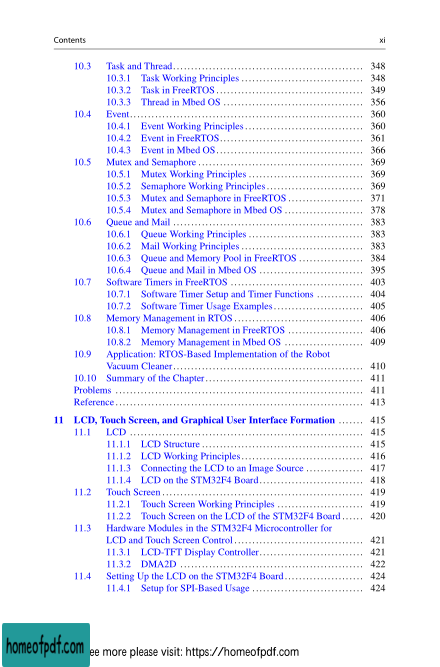 Contents xi
10.3 Task and Thread 348
10.3.1 Task Working Principles 348
10.3.2 Task in FreeRTOS 349
10.3.3 Thread in Mbed OS 356
10.4 Event 360
10.4.1 Event Working Principles 360
10.4.2 Event in FreeRTOS 361
10.4.3 Event in Mbed OS 366
10.5 Mutex and Semaphore 369
10.5.1 Mutex Working Principles 369
10.5.2 Semaphore Working Principles 369
10.5.3 Mutex and Semaphore in FreeRTOS 371
10.5.4 Mutex and Semaphore in Mbed OS 378
10.6 Queue and Mail 383
10.6.1 Queue Working Principles 383
10.6.2 Mail Working Principles 383
10.6.3 Queue and Memory Pool in FreeRTOS 384
10.6.4 Queue and Mail in Mbed OS 395
10.7 Software Timers in FreeRTOS 403
10.7.1 Software Timer Setup and Timer Functions 404
10.7.2 Software Timer Usage Examples 405
10.8 Memory Management in RTOS 406
10.8.1 Memory Management in FreeRTOS 406
10.8.2 Memory Management in Mbed OS 409
10.9 Application: RTOS-Based Implementation of the Robot
Vacuum Cleaner 410
10.10 Summary of the Chapter 411
Problems 411
Reference 413
11 LCD, Touch Screen, and Graphical User Interface Formation 415
11.1 LCD 415
11.1.1 LCD Structure 415
11.1.2 LCD Working Principles 416
11.1.3 Connecting the LCD to an Image Source 417
11.1.4 LCD on the STM32F4 Board 418
11.2 Touch Screen 419
11.2.1 Touch Screen Working Principles 419
11.2.2 Touch Screen on the LCD of the STM32F4 Board 420
11.3 Hardware Modules in the STM32F4 Microcontroller for
LCD and Touch Screen Control 421
11.3.1 LCD-TFT Display Controller 421
11.3.2 DMA2D 422
11.4 Setting Up the LCD on the STM32F4 Board 424
11.4.1 Setup for SPI-Based Usage 424
homeofpdf.com
ee more please visit: https://homeofpdf.com